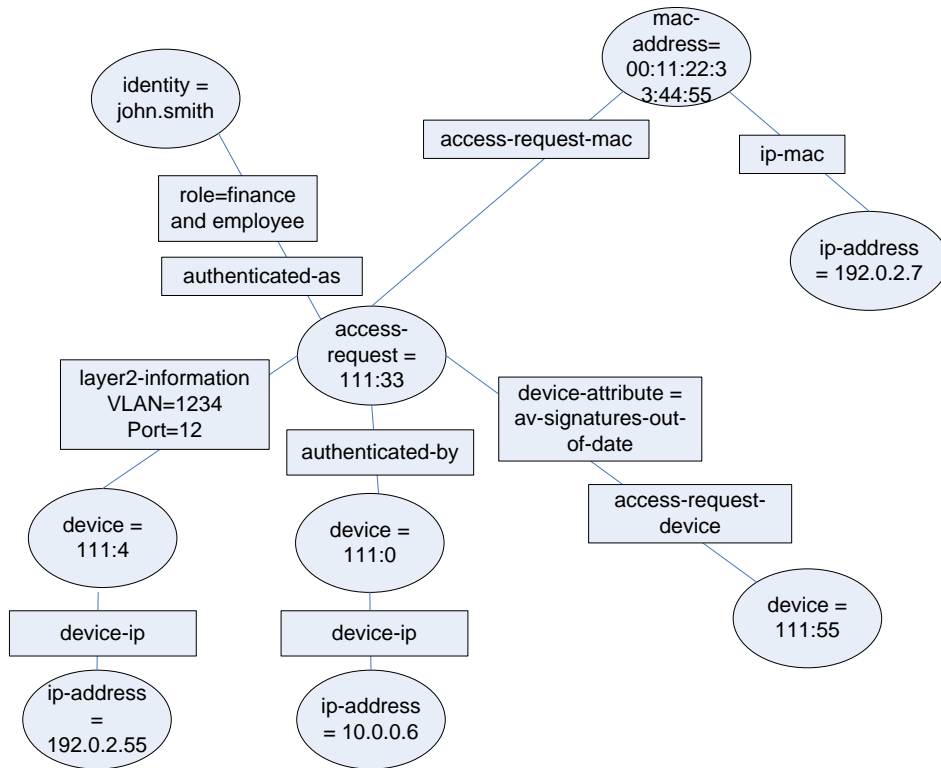 mac-
address=
00:11:22:3
3:44:55
identity =
john.smith
access-request-mac
ip-mac
role=finance
and employee
ip-address
= 192.0.2.7
authenticated-as
access-
request =
111:33
layer2-information
VLAN=1234
Port=12
device-attribute =
av-signatures-out-
of-date
authenticated-by
access-request-
device
device =
111:4
device =
111:0
device =
111:55
device-ip
device-ip
ip-address
=
192.0.2.55
ip-address
= 10.0.0.6